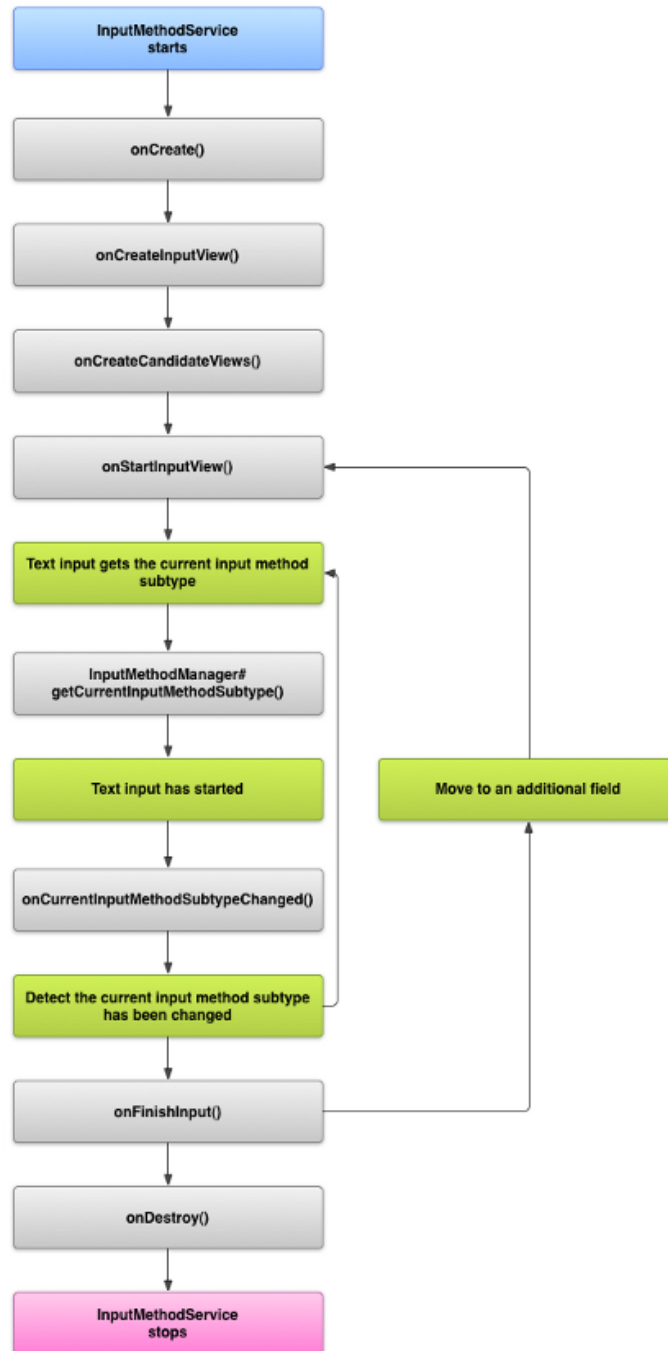 InputMethodService
starts
onCreate()
onCreateInputView()
onCreateCandidateViews()
onStartInputView()
Text input gets the current input method
subtype
InputMethodManager#
getCurrentInputMethodSubtype()
Text input has started
Move to an additional field
onCurrentInputMethodSubtypeChanged()
Detect the current input method subtype
has been changed
onFinishInput()
onDestroy()
InputMethodService
stops